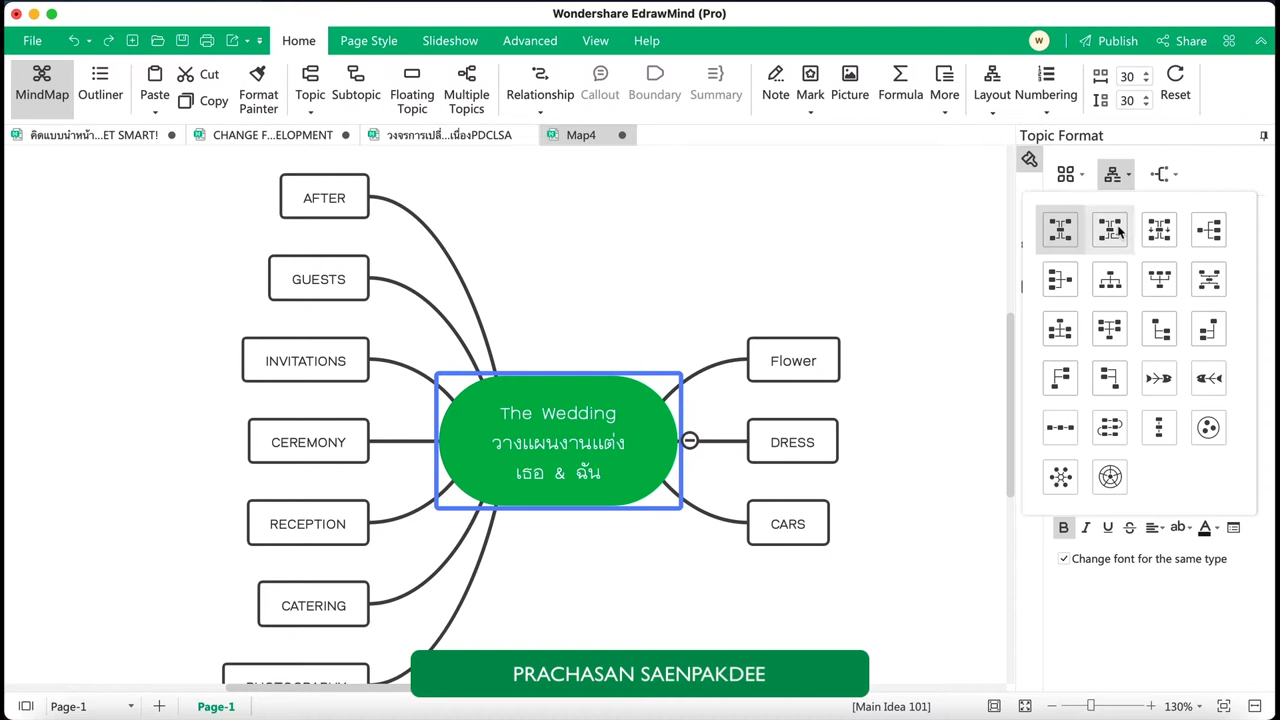 Wondershare EdrawMind (Pro)
File Home Page Style Slideshow Advanced View Help W Publish Share
MindMap Outliner Paste Cut Copy Format Painter Topic Subtopic Floating Topic Multiple Topics Relationship Callout Boundary Summary Note Mark Picture Formula More Layout Numbering 30 30 Reset
คิดแบบนำหน้า...ET SMART! CHANGE F...ELOPMENT วงจรการเปลี่...เนื่องPDCLSA Map4
Topic Format
AFTER
GUESTS
INVITATIONS
CEREMONY
RECEPTION
CATERING
PHOTOGRAPHY
The Wedding
วางแผนงานแต่ง
เธอ & ฉัน
Flower
DRESS
CARS
B I U S ab A
Change font for the same type
PRACHASAN SAENPAKDEE
Page-1 Page-1 [Main Idea 101] 130%